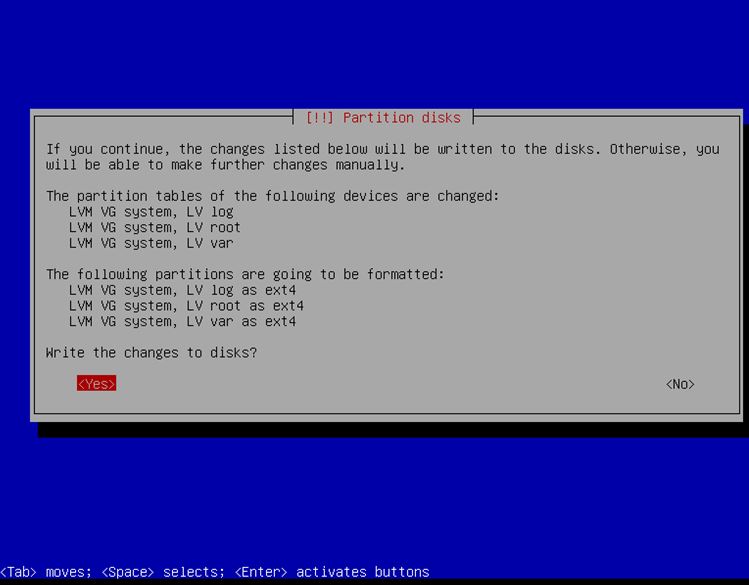 [!!] Partition disks
If you continue, the changes listed below will be written to the disks. Otherwise, you
will be able to make further changes manually.
The partition tables of the following devices are changed:
LVM VG system, LV log
LVM VG system, LV root
LVM VG system, LV var
The following partitions are going to be formatted:
LVM VG system, LV log as ext4
LVM VG system, LV root as ext4
LVM VG system, LV var as ext4
Write the changes to disks?
<Yes> <No>
<Tab> moves; <Space> selects; <Enter> activates buttons